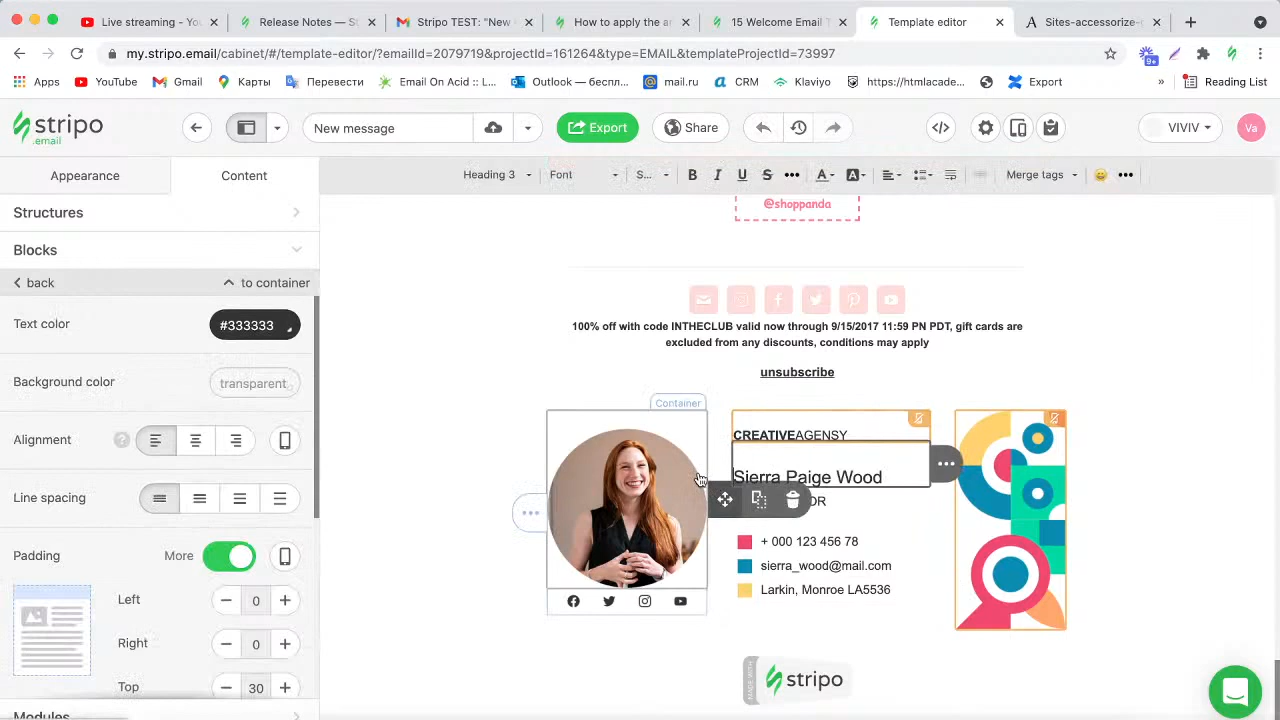 Live streaming - Y
Release Notes — S
Stripo TEST: "New
How to apply the a
15 Welcome Email T
Template editor
Sites-accessorize-
my.stripo.email/cabinet/#/template-editor/?emailId=2079719&projectId=161264&type=EMAIL&templateProjectId=73997
9+
Apps
YouTube
Gmail
Карты
Перевести
Email On Acid :: L...
Outlook — беспл...
mail.ru
CRM
Klaviyo
https://htmlacade...
Export
»
Reading List
stripo
.email
New message
Export
Share
VIVIV
Va
Appearance
Content
Heading 3
Font
S...
B
I
U
S
A
A
Merge tags
Structures
Blocks
back
to container
Text color
#333333
Background color
transparent
Alignment
?
Line spacing
Padding
More
Left
0
Right
0
Top
30
Modules
@shoppanda
100% off with code INTHECLUB valid now through 9/15/2017 11:59 PN PDT, gift cards are
excluded from any discounts, conditions may apply
unsubscribe
Container
CREATIVEAGENSY
Sierra Paige Wood
OR
+ 000 123 456 78
sierra_wood@mail.com
Larkin, Monroe LA5536
MADE WITH
stripo